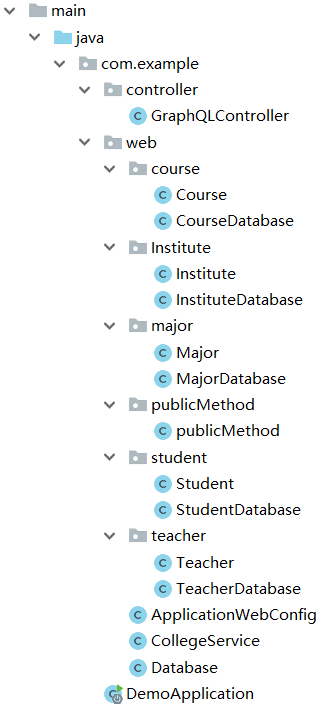 main
java
com.example
controller
GraphQLController
web
course
Course
CourseDatabase
Institute
Institute
InstituteDatabase
major
Major
MajorDatabase
publicMethod
publicMethod
student
Student
StudentDatabase
teacher
Teacher
TeacherDatabase
ApplicationWebConfig
CollegeService
Database
DemoApplication